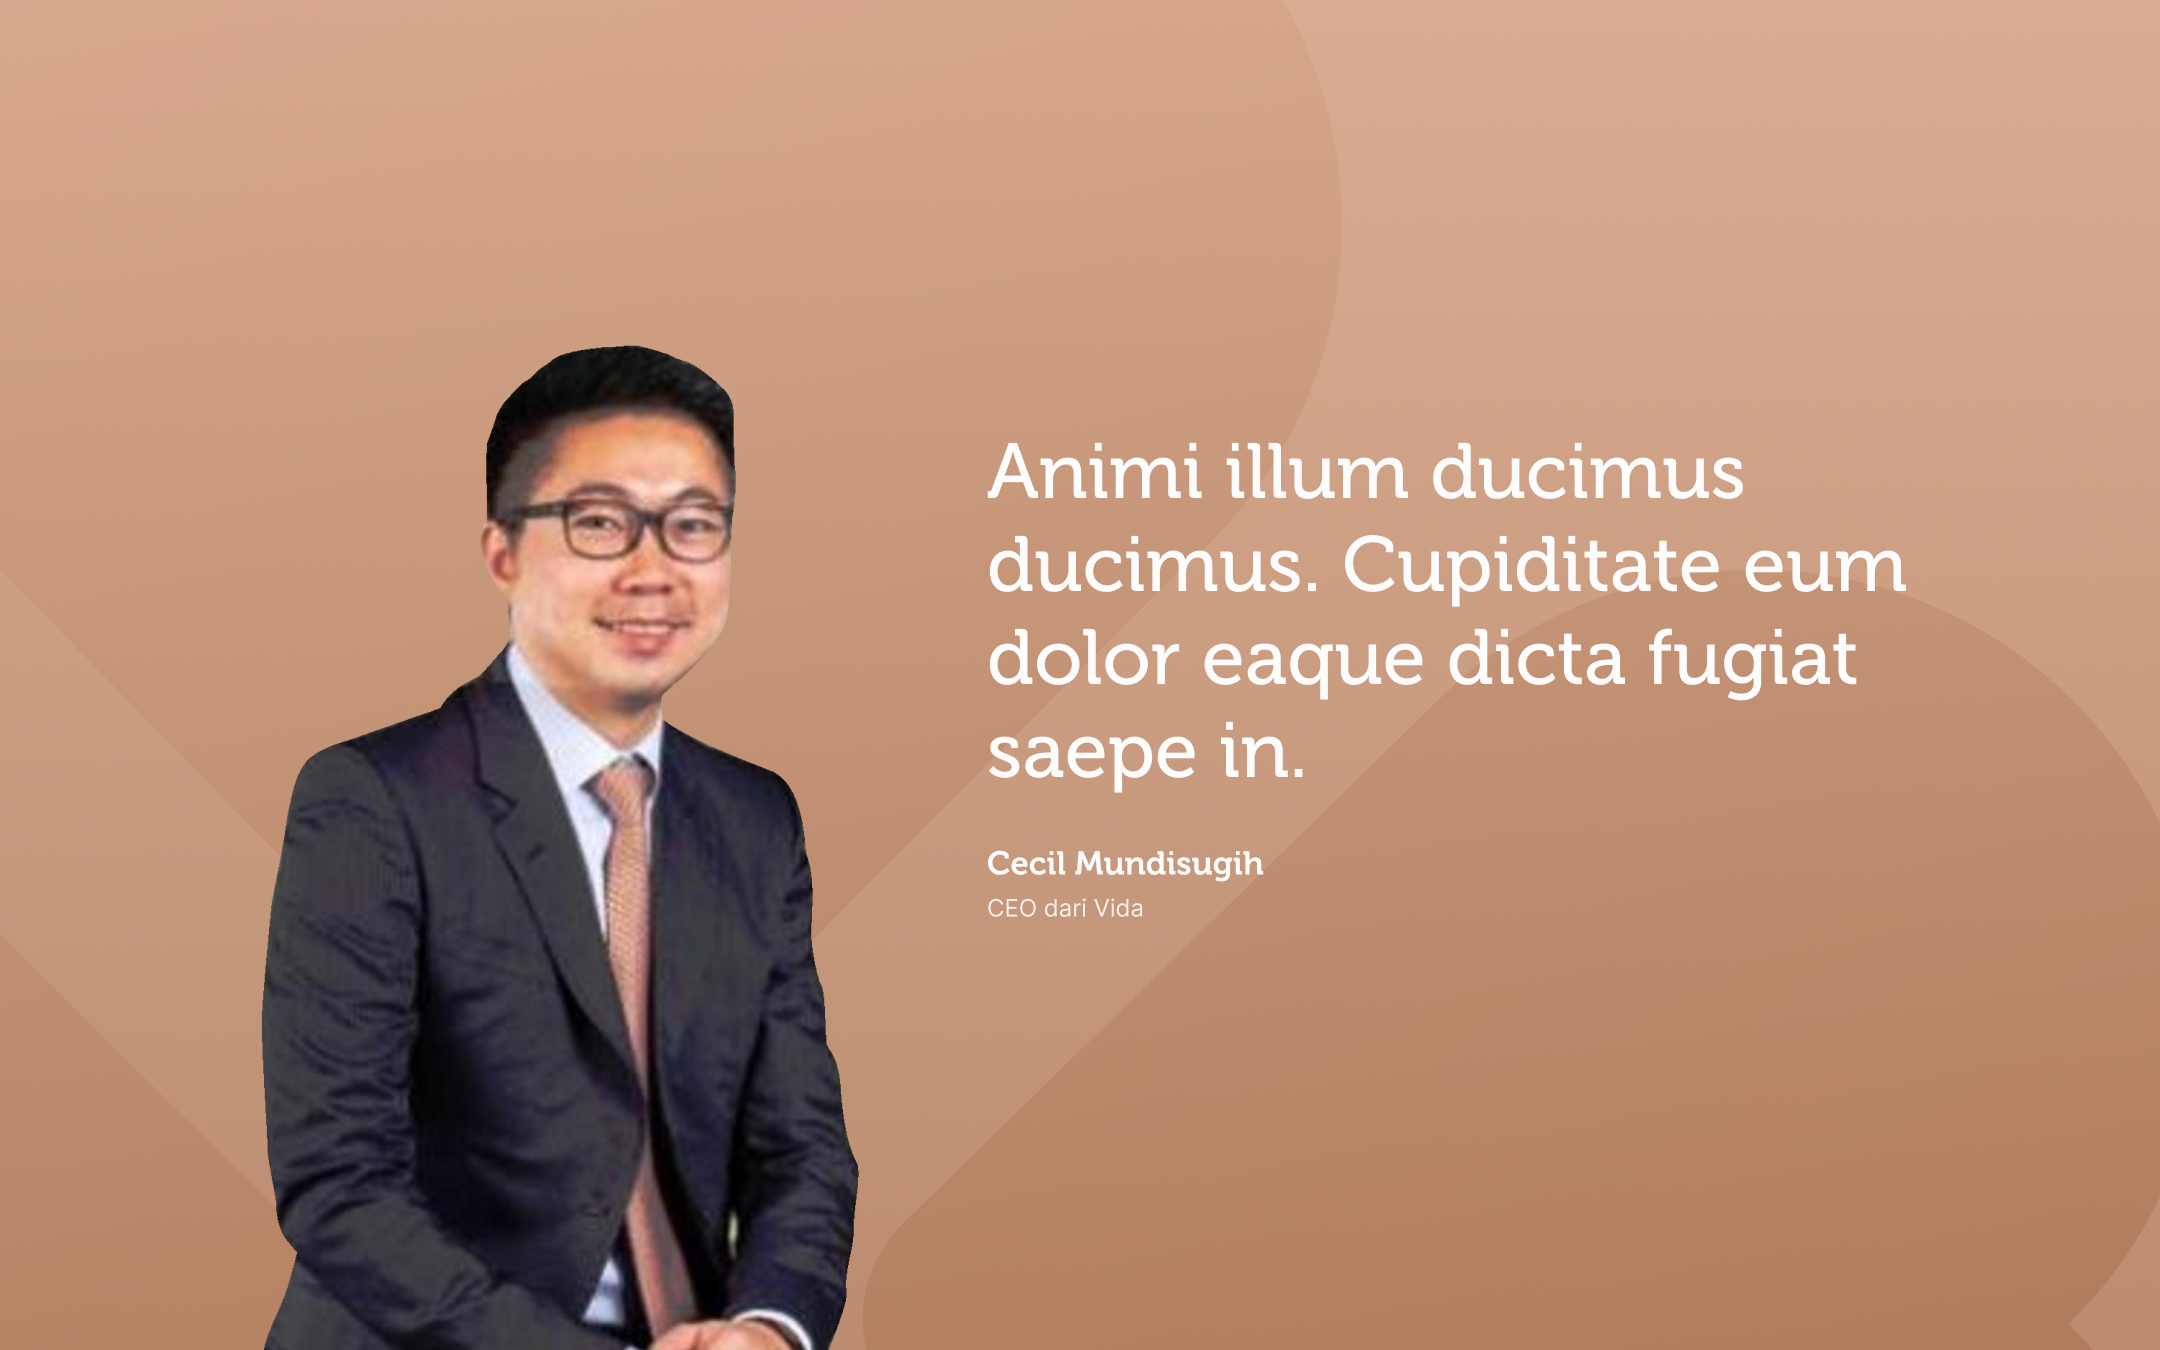 Animi illum ducimus
ducimus. Cupiditate eum
dolor eaque dicta fugiat
saepe in.
Cecil Mundisugih
CEO dari Vida